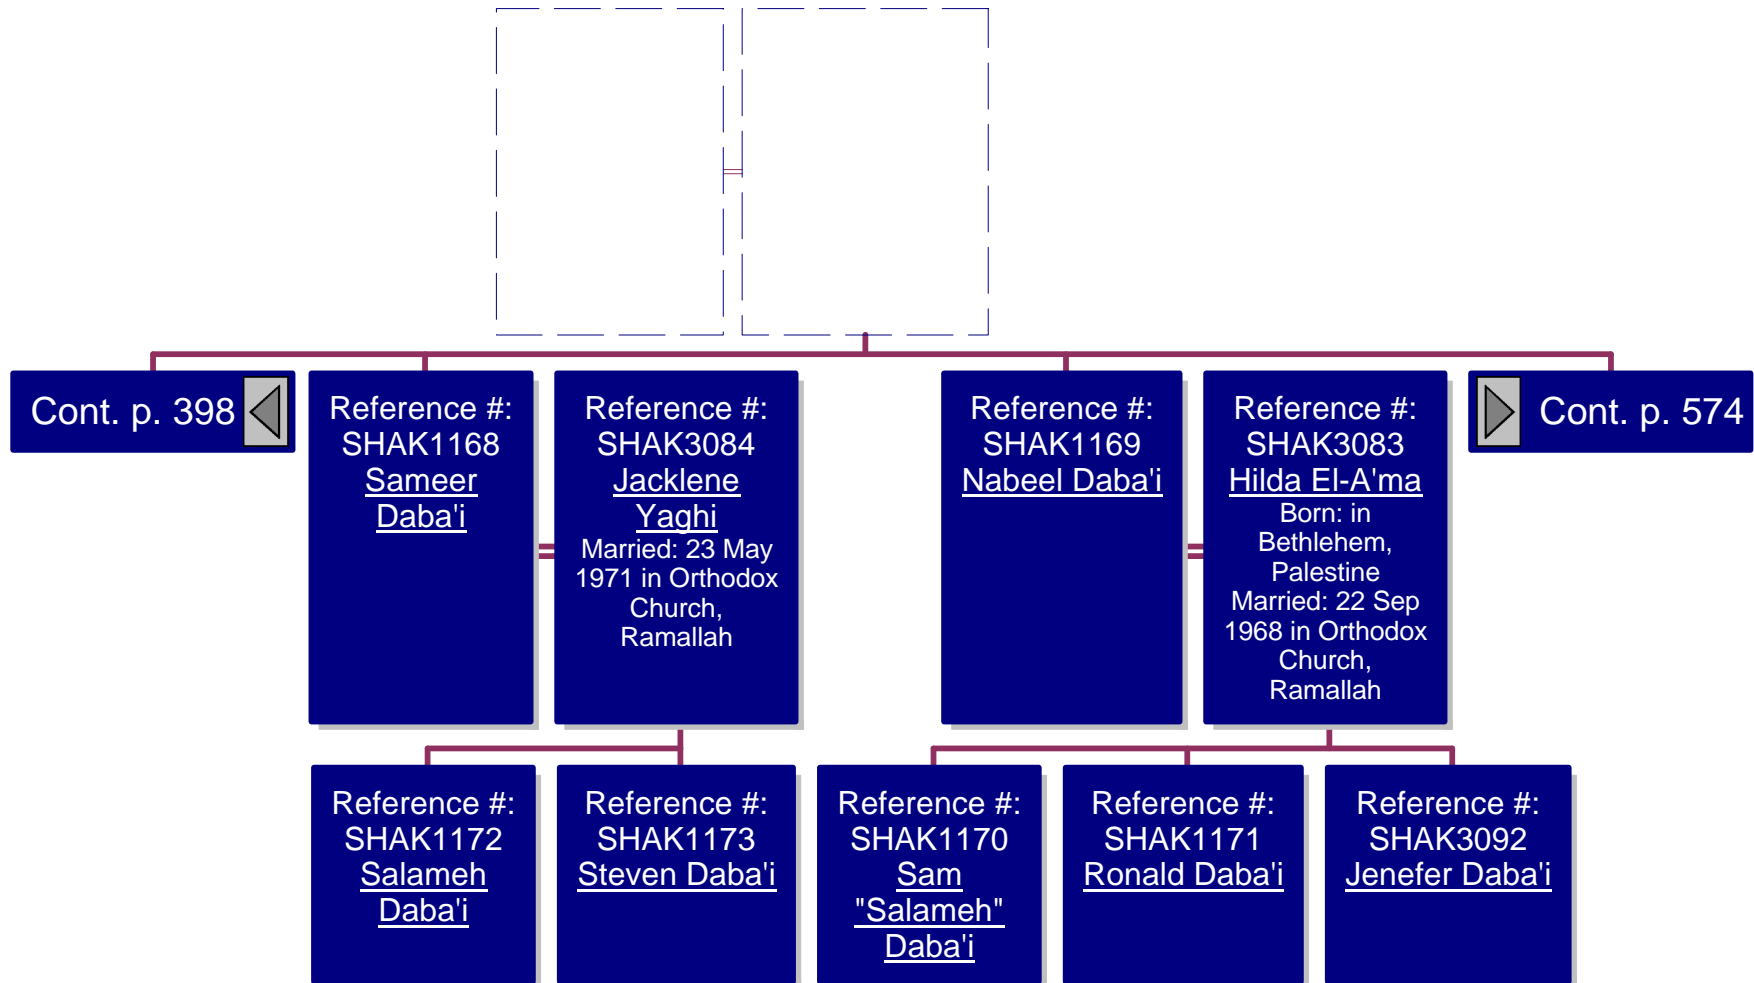 Cont. p. 398
Reference #:
SHAK1168
Sameer
Daba'i
Reference #:
SHAK3084
Jacklene
Yaghi
Married: 23 May
1971 in Orthodox
Church,
Ramallah
Reference #:
SHAK1169
Nabeel Daba'i
Reference #:
SHAK3083
Hilda El-A'ma
Born: in
Bethlehem,
Palestine
Married: 22 Sep
1968 in Orthodox
Church,
Ramallah
Cont. p. 574
Reference #:
SHAK1172
Salameh
Daba'i
Reference #:
SHAK1173
Steven Daba'i
Reference #:
SHAK1170
Sam
"Salameh"
Daba'i
Reference #:
SHAK1171
Ronald Daba'i
Reference #:
SHAK3092
Jenefer Daba'i